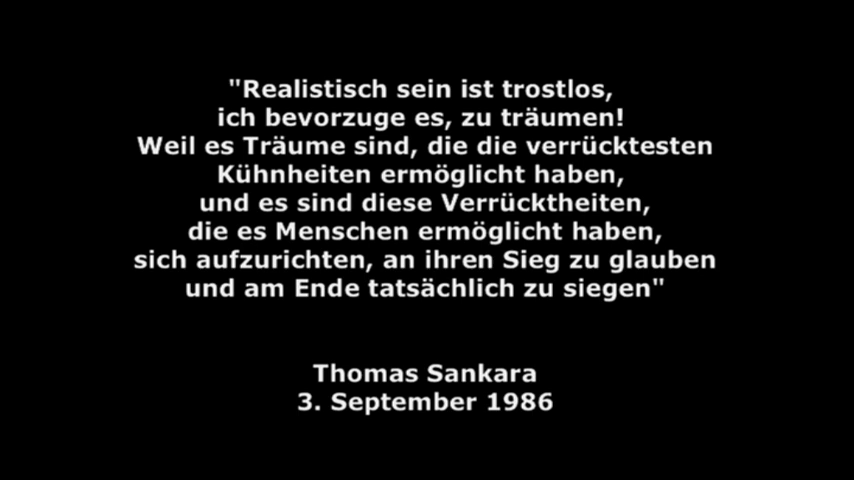 "Realistisch sein ist trostlos,
ich bevorzuge es, zu träumen!
Weil es Träume sind, die die verrücktesten
Kühnheiten ermöglicht haben,
und es sind diese Verrücktheiten,
die es Menschen ermöglicht haben,
sich aufzurichten, an ihren Sieg zu glauben
und am Ende tatsächlich zu siegen"
Thomas Sankara
3. September 1986